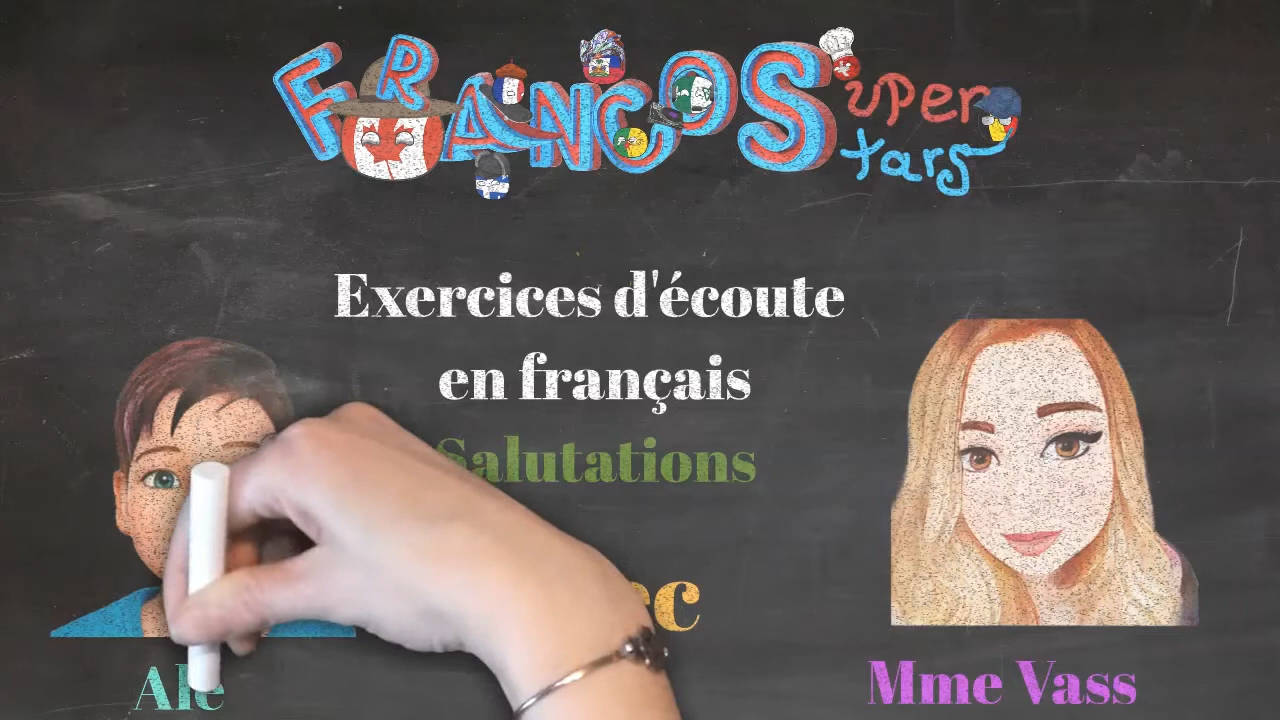 FRANCOS
uper
tars
Exercices d'écoute
en français
Salutations
Mme Vass